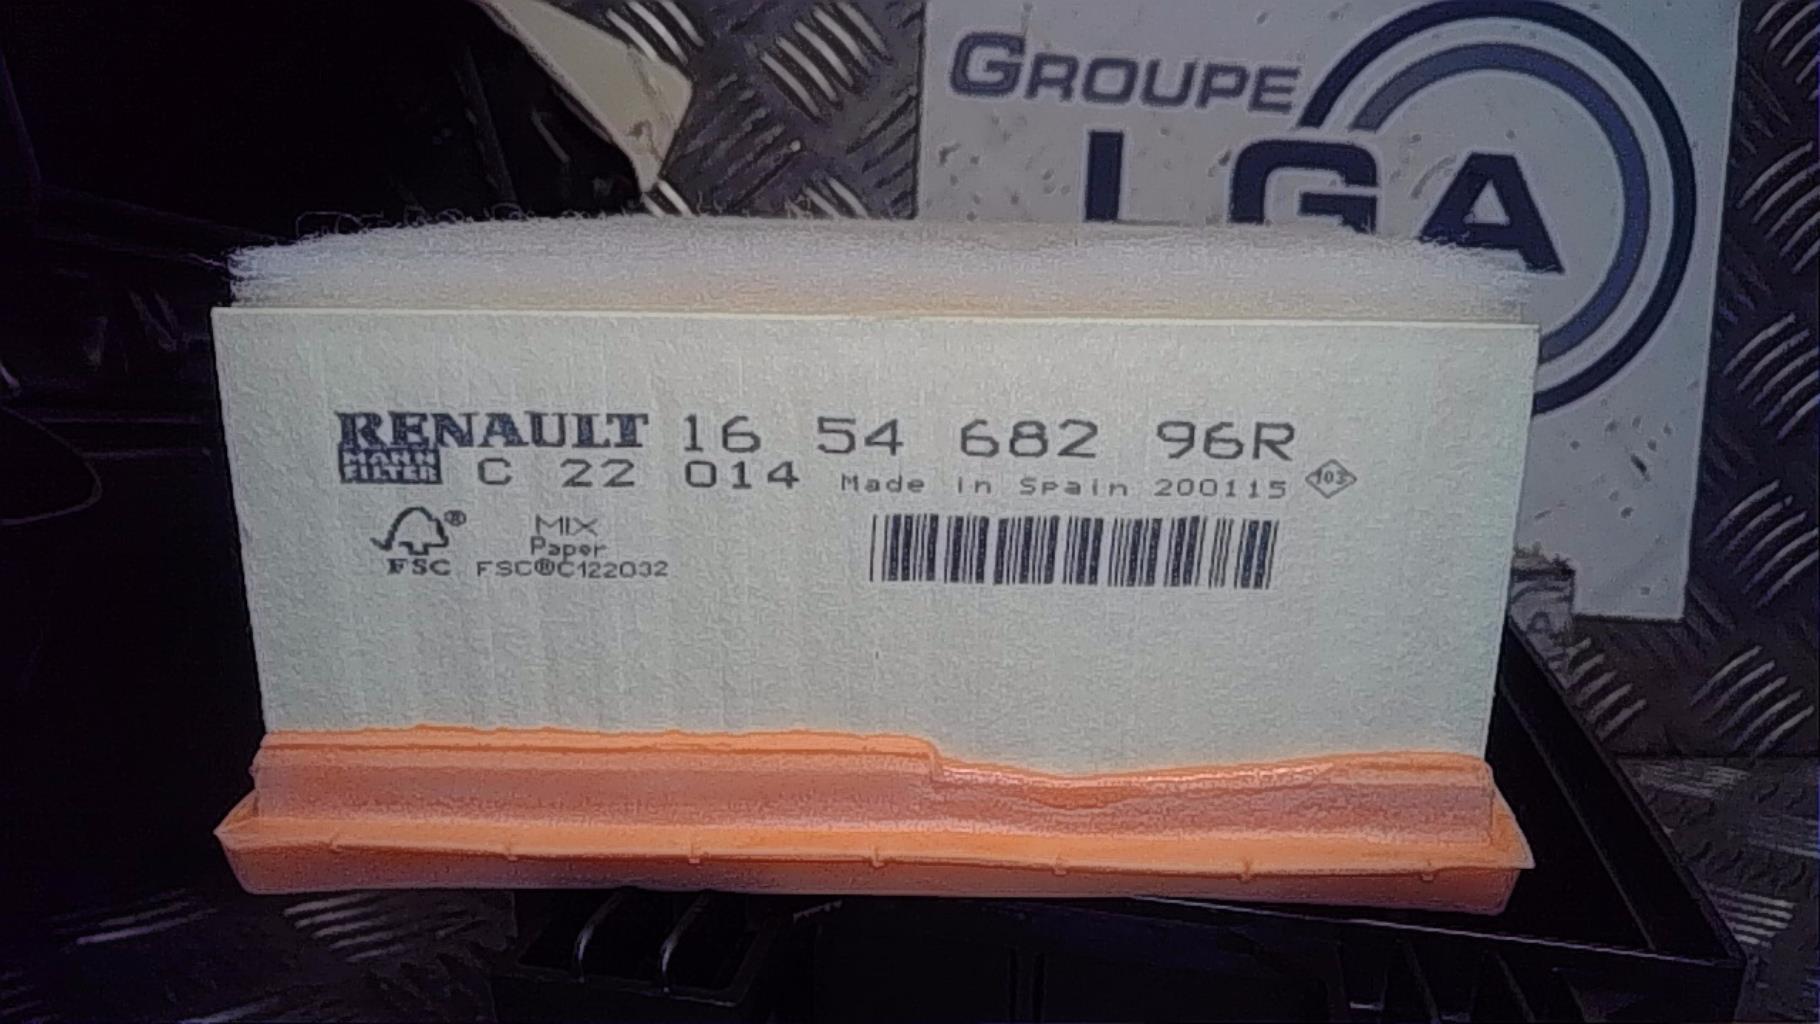 GROUPE
LGA
RENAULT 16 54 682 96R
MANN FILTER C 22 014 Made in Spain 200115 103
MIX
Paper
FSC® FSC®C122032